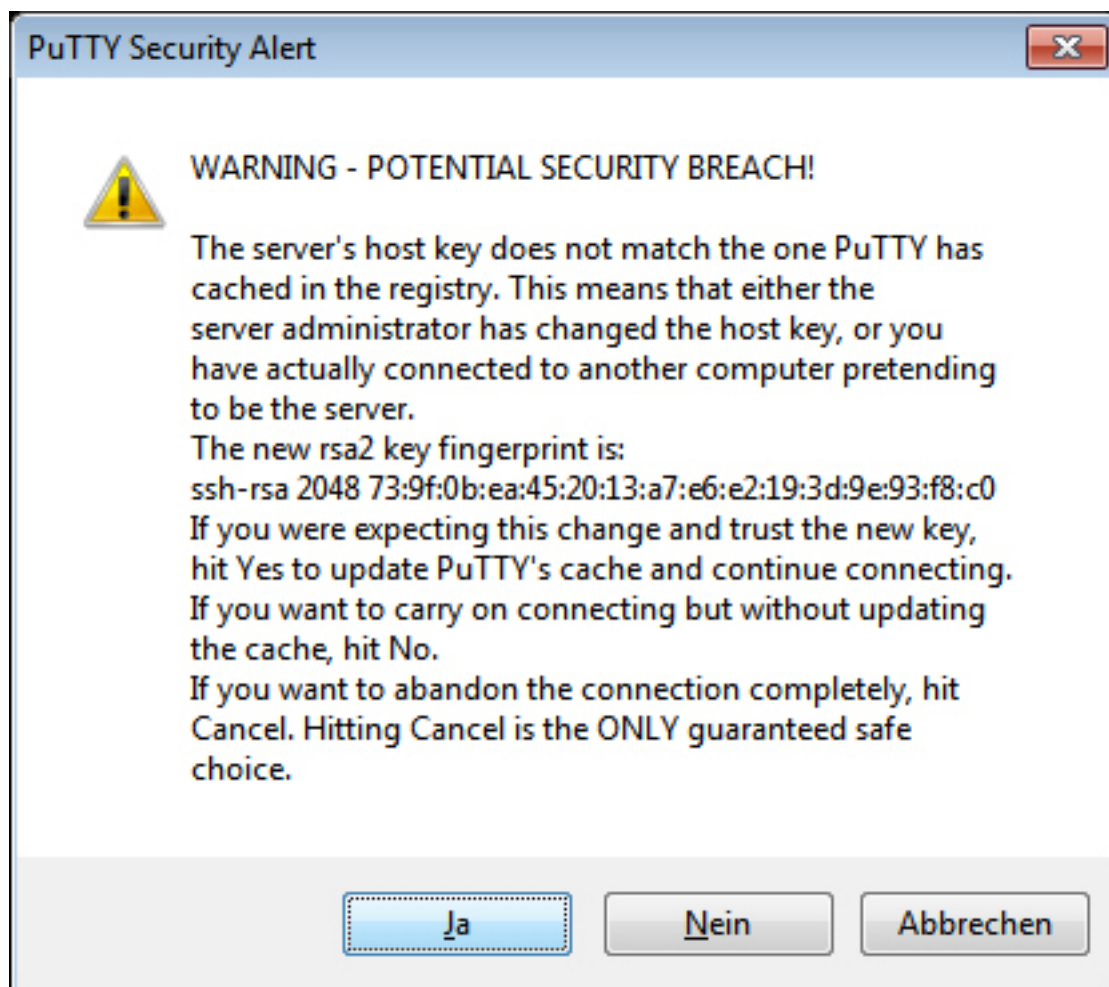 PuTTY Security Alert
WARNING - POTENTIAL SECURITY BREACH!
The server's host key does not match the one PuTTY has
cached in the registry. This means that either the
server administrator has changed the host key, or you
have actually connected to another computer pretending
to be the server.
The new rsa2 key fingerprint is:
ssh-rsa 2048 73:9f:0b:ea:45:20:13:a7:e6:e2:19:3d:9e:93:f8:c0
If you were expecting this change and trust the new key,
hit Yes to update PuTTY's cache and continue connecting.
If you want to carry on connecting but without updating
the cache, hit No.
If you want to abandon the connection completely, hit
Cancel. Hitting Cancel is the ONLY guaranteed safe
choice.
Ja Nein Abbrechen